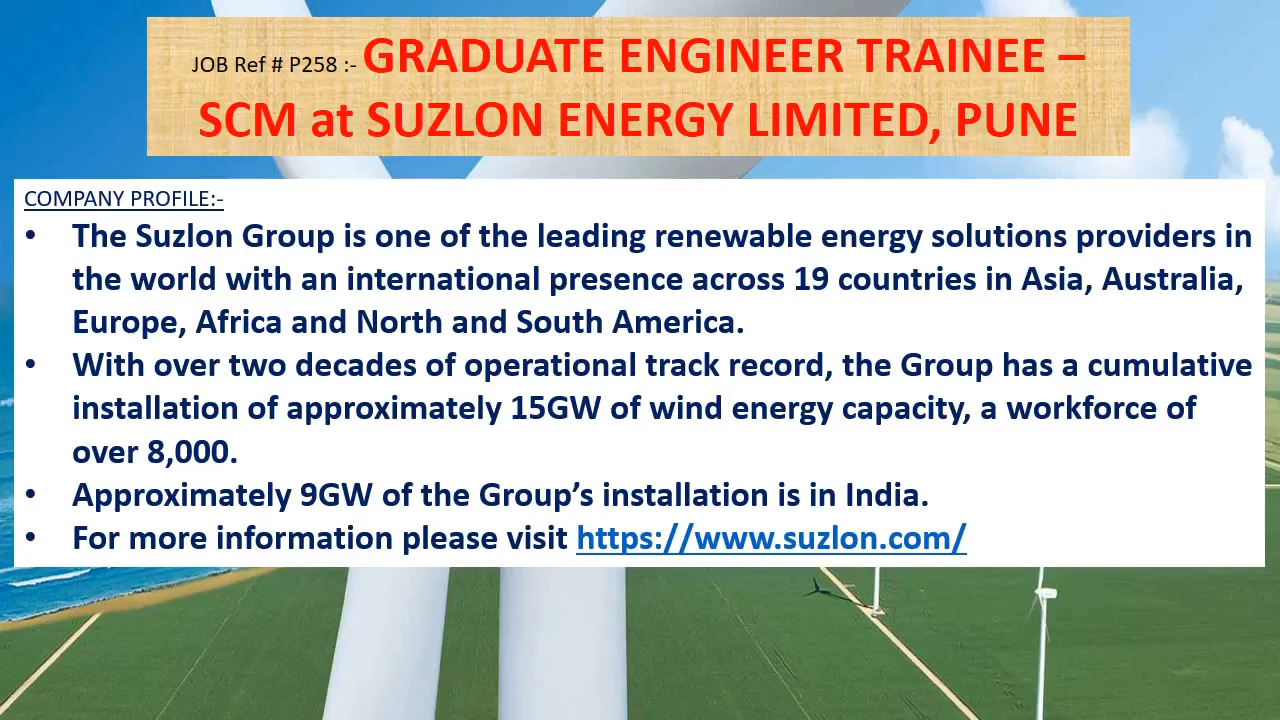 JOB Ref # P258 :- GRADUATE ENGINEER TRAINEE –
SCM at SUZLON ENERGY LIMITED, PUNE
COMPANY PROFILE:-
• The Suzlon Group is one of the leading renewable energy solutions providers in
the world with an international presence across 19 countries in Asia, Australia,
Europe, Africa and North and South America.
• With over two decades of operational track record, the Group has a cumulative
installation of approximately 15GW of wind energy capacity, a workforce of
over 8,000.
• Approximately 9GW of the Group’s installation is in India.
• For more information please visit https://www.suzlon.com/